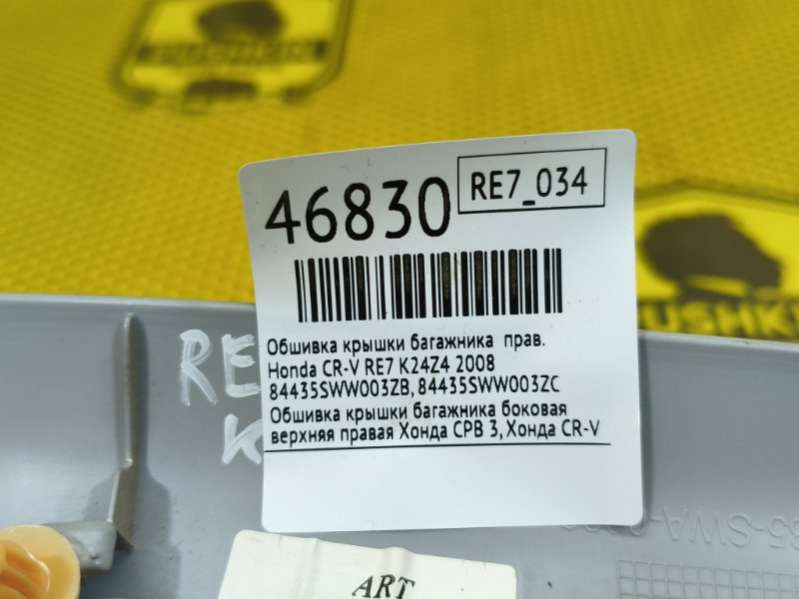 46830
RE7_034
Обшивка крышки багажника прав.
Honda CR-V RE7 K24Z4 2008
84435SWW003ZB, 84435SWW003ZC
Обшивка крышки багажника боковая
верхняя правая Хонда СРВ 3, Хонда CR-V
RE
K
ART